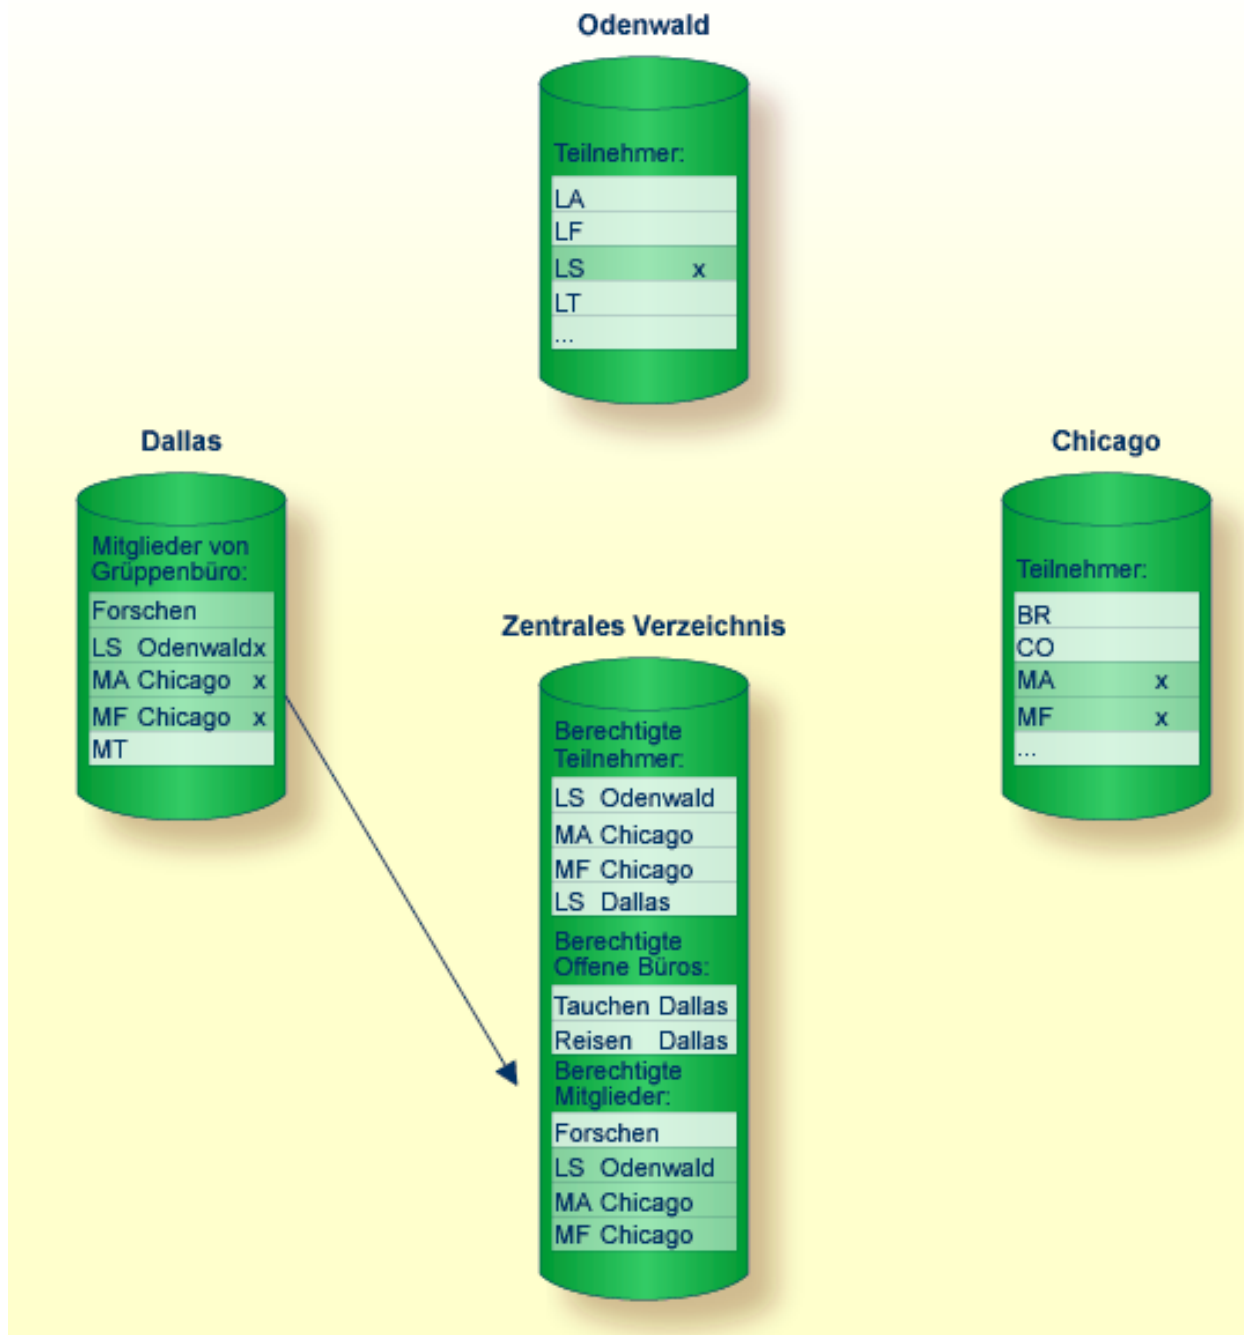 Odenwald
Teilnehmer:
LA
LF
LS x
LT
...
Dallas
Mitglieder von
Grüppenbüro:
Forschen
LS Odenwaldx
MA Chicago x
MF Chicago x
MT
Chicago
Teilnehmer:
BR
CO
MA x
MF x
...
Zentrales Verzeichnis
Berechtigte
Teilnehmer:
LS Odenwald
MA Chicago
MF Chicago
LS Dallas
Berechtigte
Offene Büros:
Tauchen Dallas
Reisen Dallas
Berechtigte
Mitglieder:
Forschen
LS Odenwald
MA Chicago
MF Chicago